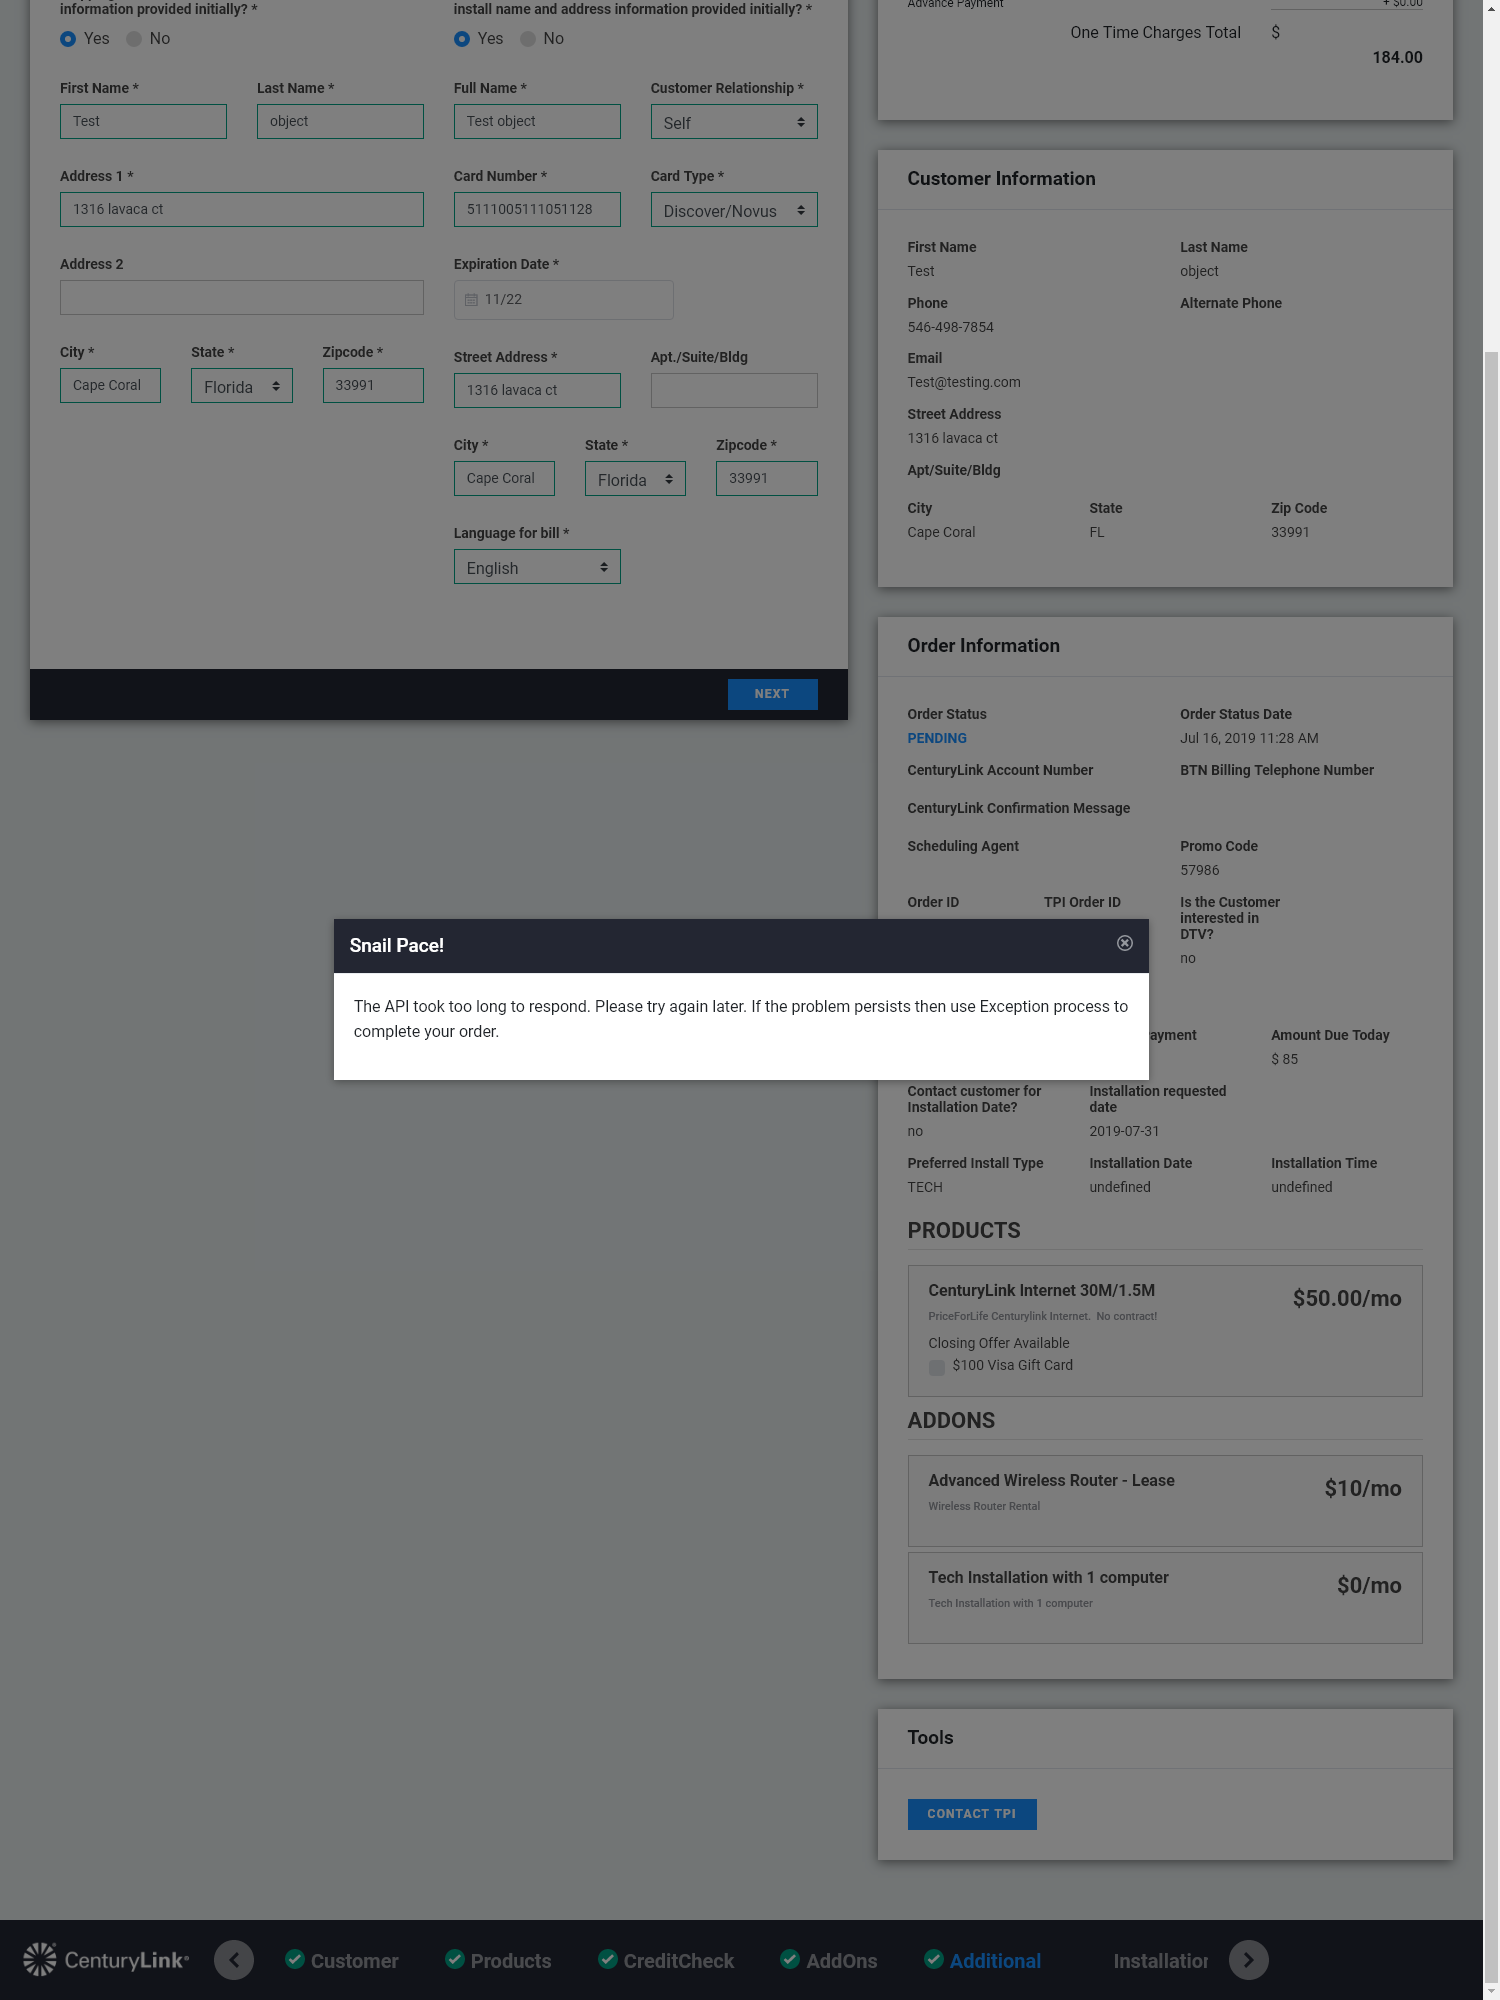 information provided initially? *
Yes No
First Name * Last Name *
Test object
Address 1 *
1316 lavaca ct
Address 2
City * State * Zipcode *
Cape Coral Florida 33991
install name and address information provided initially? *
Yes No
Full Name * Customer Relationship *
Test object Self
Card Number * Card Type *
5111005111051128 Discover/Novus
Expiration Date *
11/22
Street Address * Apt./Suite/Bldg
1316 lavaca ct
City * State * Zipcode *
Cape Coral Florida 33991
Language for bill *
English
NEXT
Advance Payment + $0.00
One Time Charges Total $
184.00
Customer Information
First Name Last Name
Test object
Phone Alternate Phone
546-498-7854
Email
Test@testing.com
Street Address
1316 lavaca ct
Apt/Suite/Bldg
City State Zip Code
Cape Coral FL 33991
Order Information
Order Status Order Status Date
PENDING Jul 16, 2019 11:28 AM
CenturyLink Account Number BTN Billing Telephone Number
CenturyLink Confirmation Message
Scheduling Agent Promo Code
57986
Order ID TPI Order ID Is the Customer
interested in
DTV?
no
Snail Pace!
The API took too long to respond. Please try again later. If the problem persists then use Exception process to
complete your order.
ayment Amount Due Today
$ 85
Contact customer for Installation requested
Installation Date? date
no 2019-07-31
Preferred Install Type Installation Date Installation Time
TECH undefined undefined
PRODUCTS
CenturyLink Internet 30M/1.5M $50.00/mo
PriceForLife Centurylink Internet. No contract!
Closing Offer Available
$100 Visa Gift Card
ADDONS
Advanced Wireless Router - Lease $10/mo
Wireless Router Rental
Tech Installation with 1 computer $0/mo
Tech Installation with 1 computer
Tools
CONTACT TPI
CenturyLink® Customer Products CreditCheck AddOns Additional Installation